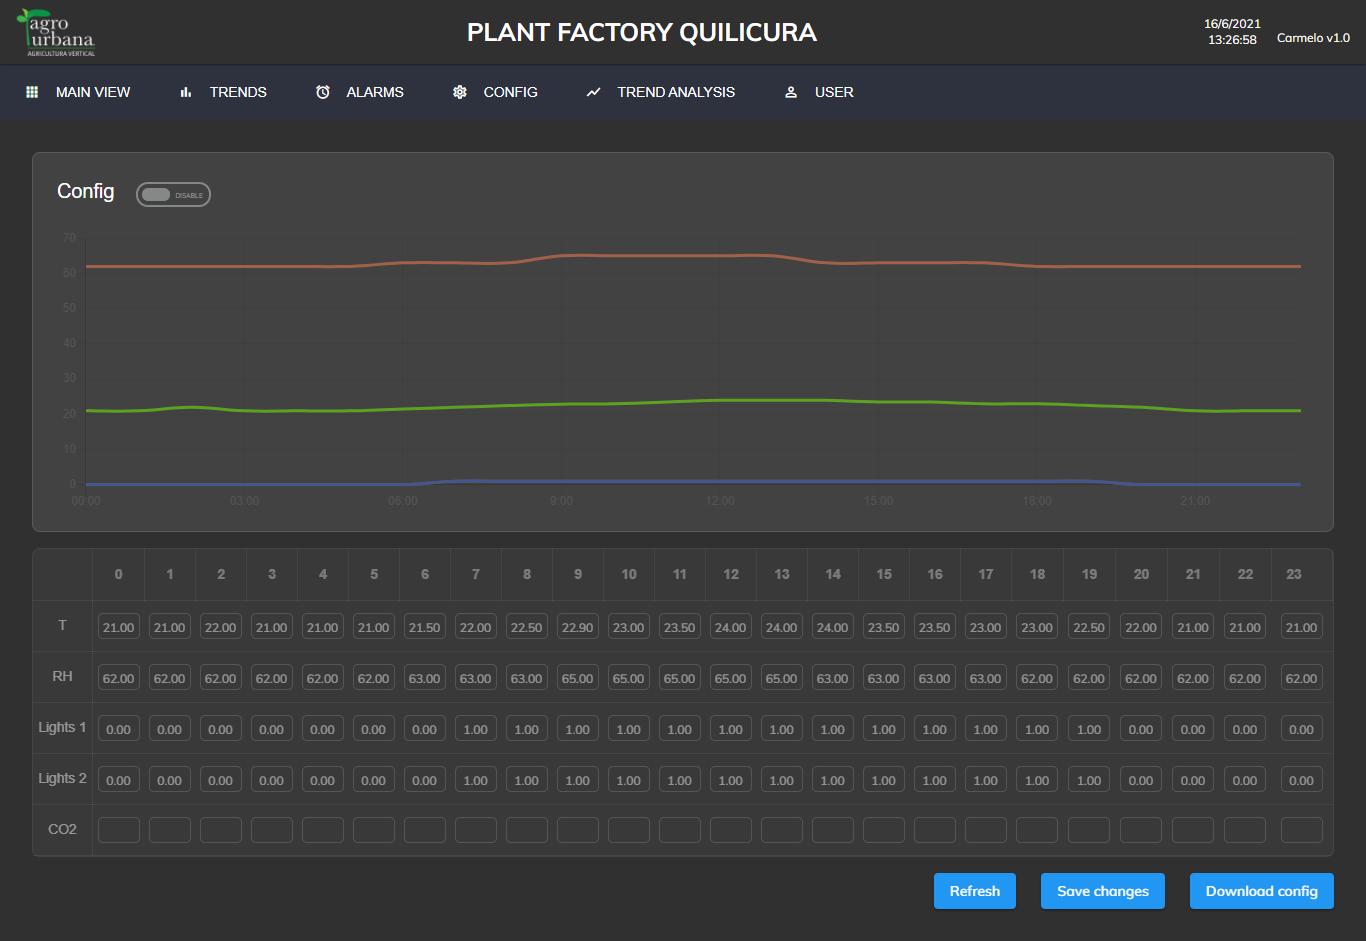 agro
urbana
AGRICULTURA VERTICAL
PLANT FACTORY QUILICURA
16/6/2021
13:26:58
Carmelo v1.0
MAIN VIEW TRENDS ALARMS CONFIG TREND ANALYSIS USER
Config DISABLE
70
60
50
40
30
20
10
0
00:00 03:00 06:00 9:00 12:00 15:00 18:00 21:00
0 1 2 3 4 5 6 7 8 9 10 11 12 13 14 15 16 17 18 19 20 21 22 23
T 21.00 21.00 22.00 21.00 21.00 21.00 21.50 22.00 22.50 22.90 23.00 23.50 24.00 24.00 24.00 23.50 23.50 23.00 23.00 22.50 22.00 21.00 21.00 21.00
RH 62.00 62.00 62.00 62.00 62.00 62.00 63.00 63.00 63.00 65.00 65.00 65.00 65.00 65.00 63.00 63.00 63.00 63.00 62.00 62.00 62.00 62.00 62.00 62.00
Lights 1 0.00 0.00 0.00 0.00 0.00 0.00 0.00 1.00 1.00 1.00 1.00 1.00 1.00 1.00 1.00 1.00 1.00 1.00 1.00 1.00 0.00 0.00 0.00 0.00
Lights 2 0.00 0.00 0.00 0.00 0.00 0.00 0.00 1.00 1.00 1.00 1.00 1.00 1.00 1.00 1.00 1.00 1.00 1.00 1.00 1.00 0.00 0.00 0.00 0.00
CO2
Refresh Save changes Download config